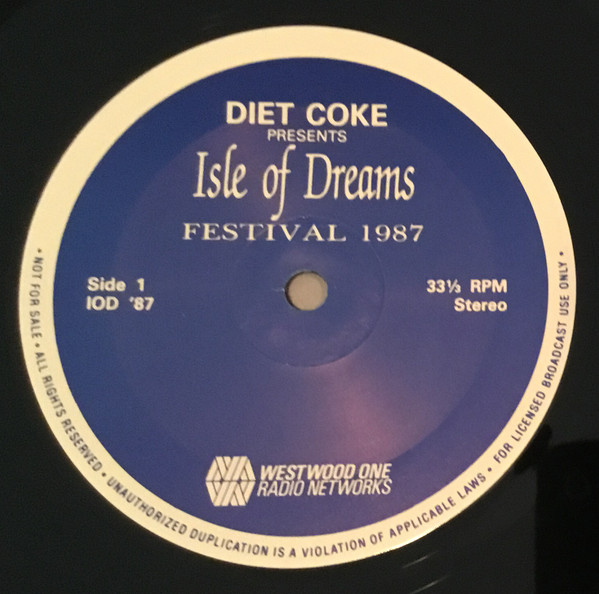 DIET COKE
PRESENTS
Isle of Dreams
FESTIVAL 1987
Side 1
IOD '87
33⅓ RPM
Stereo
WESTWOOD ONE
RADIO NETWORKS
• NOT FOR SALE • ALL RIGHTS RESERVED • UNAUTHORIZED DUPLICATION IS A VIOLATION OF APPLICABLE LAWS • FOR LICENSED BROADCAST USE ONLY •